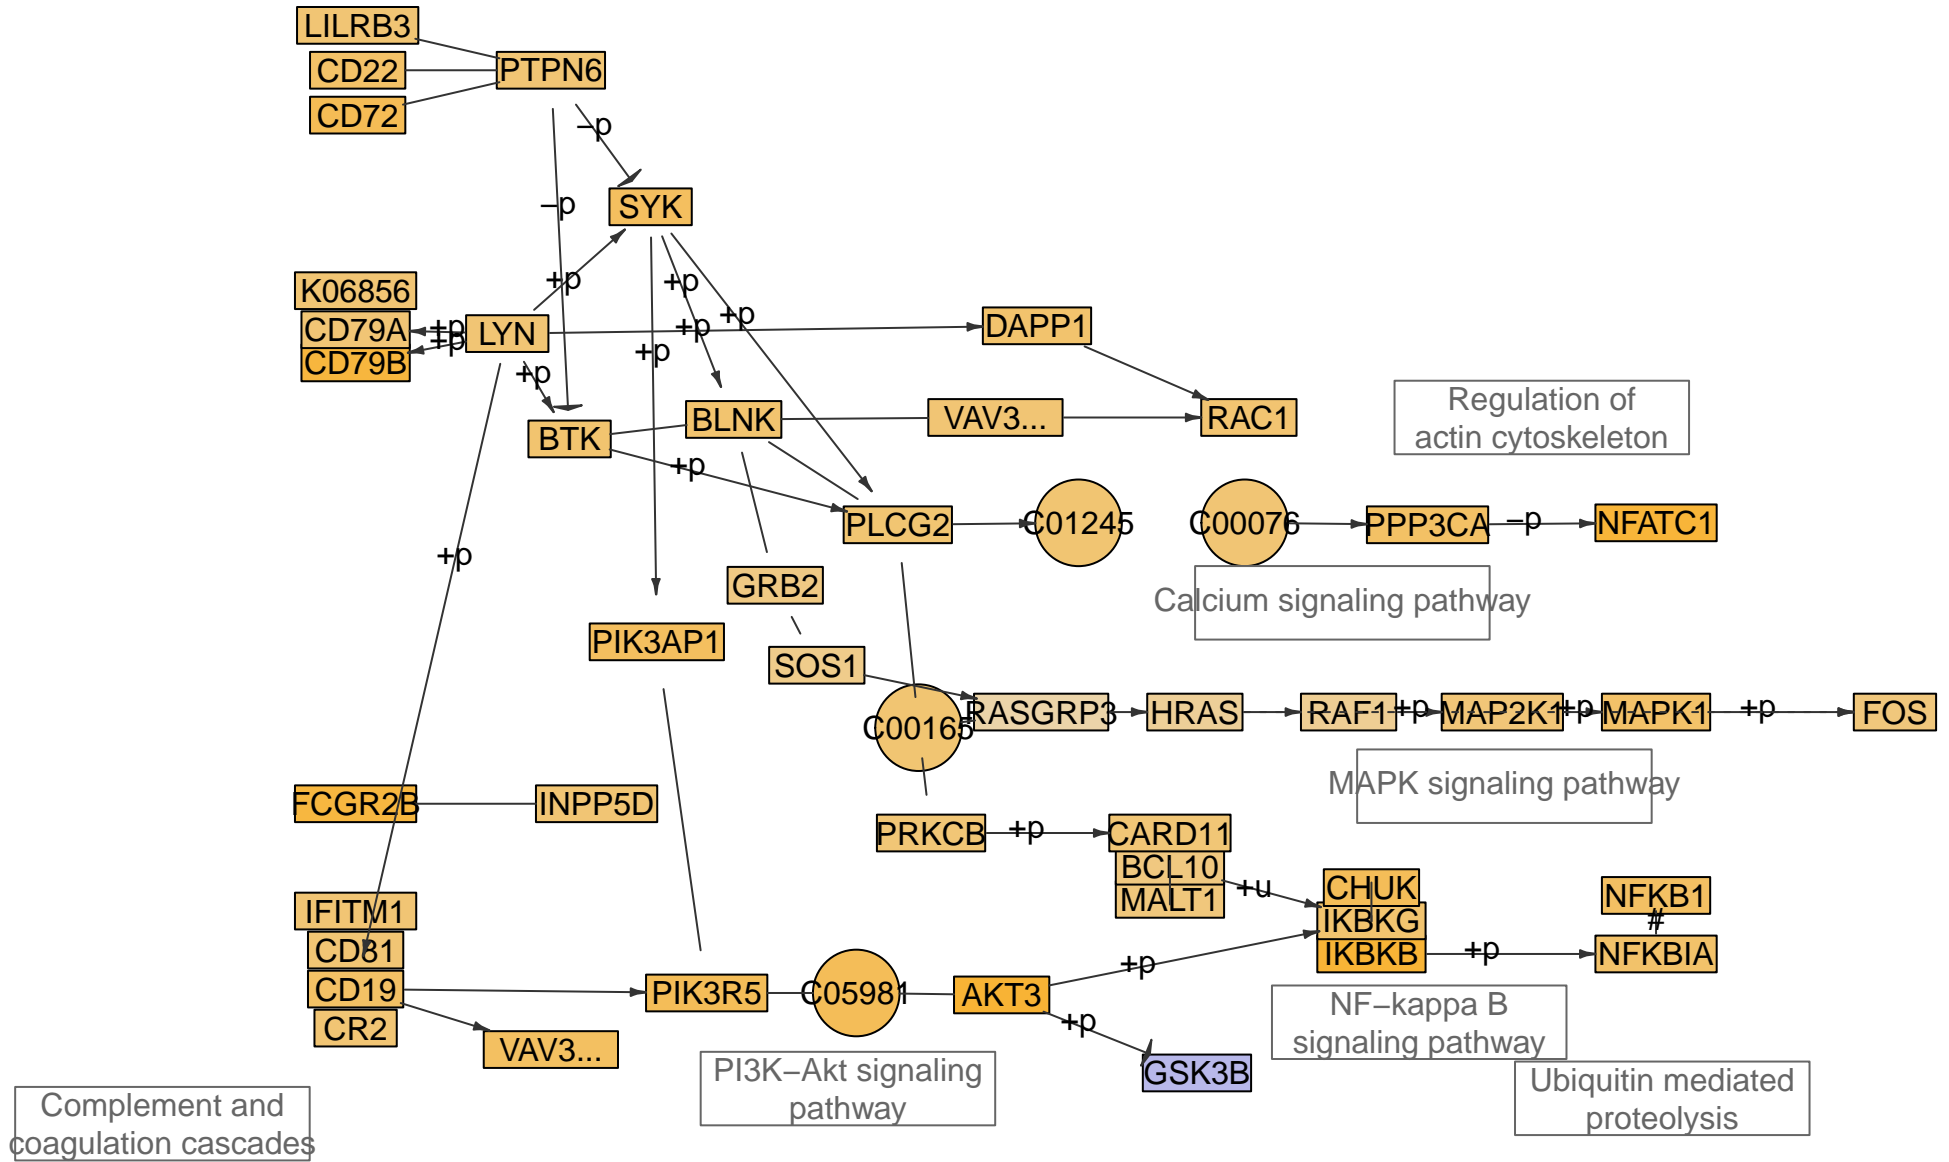 LILRB3
CD22
PTPN6
CD72
–p
SYK
–p
+p
+p
K06856
CD79A
+p
LYN
+p
+p
DAPP1
CD79B
+p
+p
+p
BTK
BLNK
VAV3...
RAC1
Regulation of
actin cytoskeleton
+p
PLCG2
C01245
C00076
PPP3CA
–p
NFATC1
+p
GRB2
Calcium signaling pathway
PIK3AP1
SOS1
C00165
RASGRP3
HRAS
RAF1
+p
MAP2K1
+p
MAPK1
+p
FOS
MAPK signaling pathway
FCGR2B
INPP5D
PRKCB
+p
CARD11
BCL10
MALT1
+u
CHUK
IKBKG
IKBKB
NFKB1
#
+p
NFKBIA
IFITM1
CD81
CD19
CR2
VAV3...
PIK3R5
C05981
AKT3
+p
+p
GSK3B
NF–kappa B
signaling pathway
PI3K–Akt signaling
pathway
Ubiquitin mediated
proteolysis
Complement and
coagulation cascades